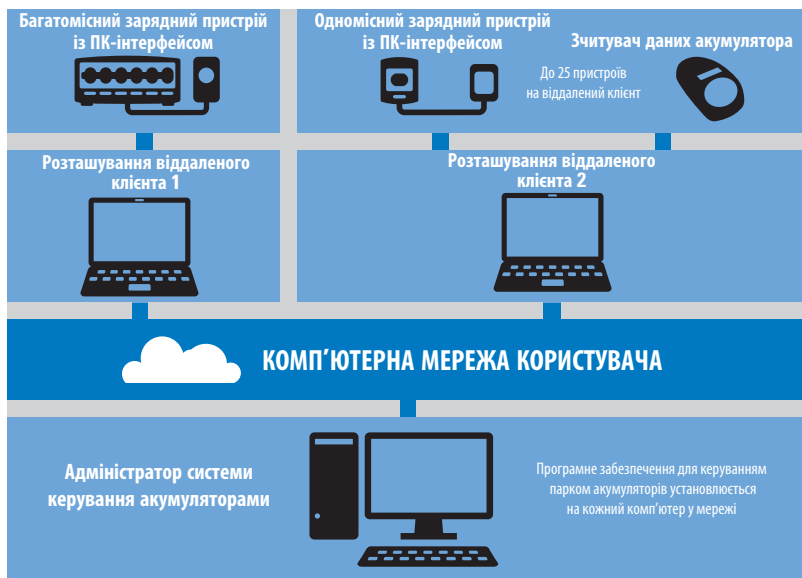 Багатомісний зарядний пристрій
із ПК-інтерфейсом
Одномісний зарядний пристрій
із ПК-інтерфейсом
Зчитувач даних акумулятора
До 25 пристроїв
на віддалений клієнт
Розташування віддаленого
клієнта 1
Розташування віддаленого
клієнта 2
КОМП'ЮТЕРНА МЕРЕЖА КОРИСТУВАЧА
Адміністратор системи
керування акумуляторами
Програмне забезпечення для керуванням
парком акумуляторів установлюється
на кожний комп'ютер у мережі